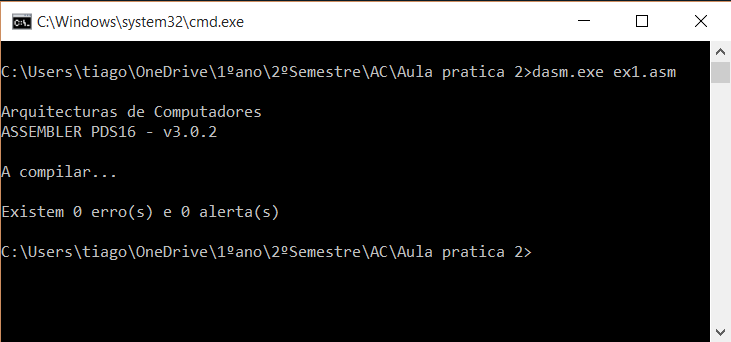 C:\Windows\system32\cmd.exe
C:\Users\tiago\OneDrive\1ºano\2ºSemestre\AC\Aula pratica 2>dasm.exe ex1.asm
Arquitecturas de Computadores
ASSEMBLER PDS16 - v3.0.2
A compilar...
Existem 0 erro(s) e 0 alerta(s)
C:\Users\tiago\OneDrive\1ºano\2ºSemestre\AC\Aula pratica 2>